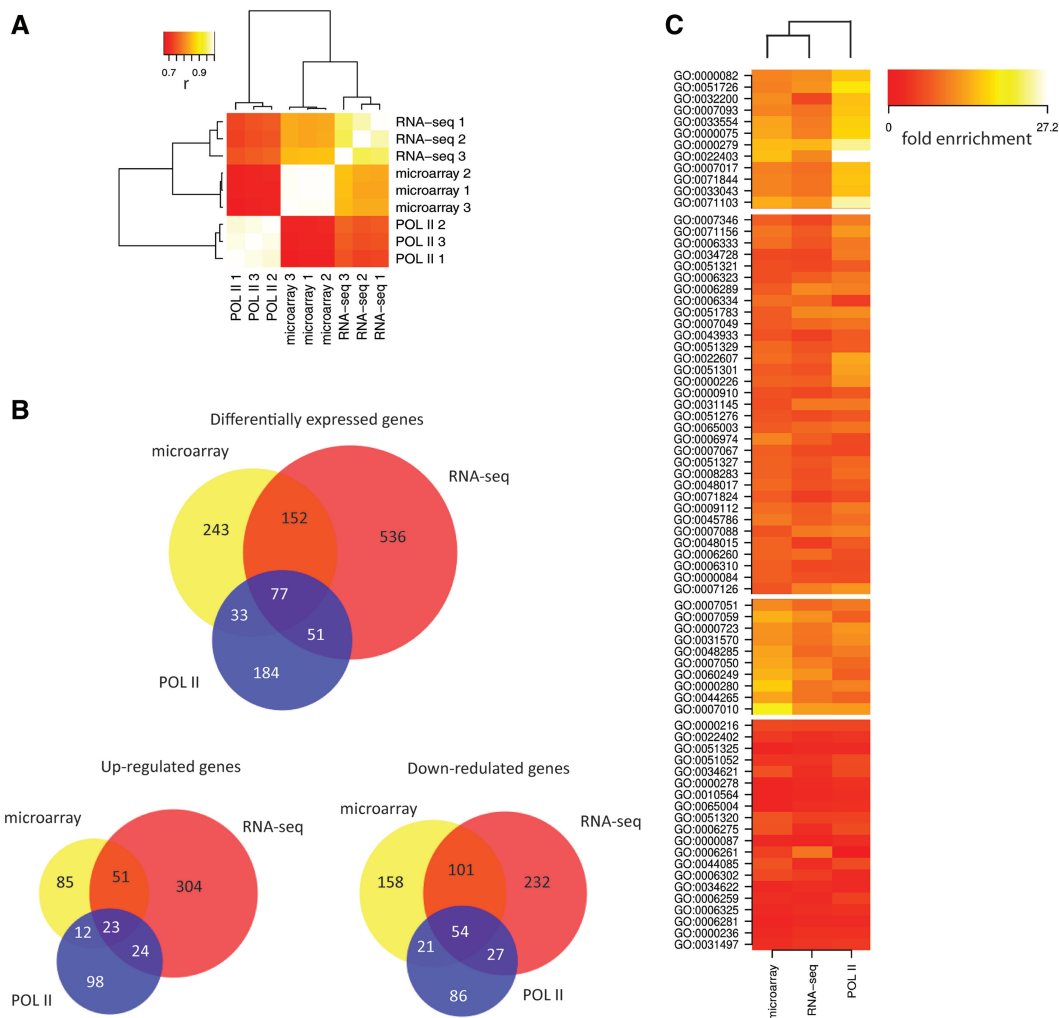 A
0.7 0.9
r
RNA−seq 1
RNA−seq 2
RNA−seq 3
microarray 2
microarray 1
microarray 3
POL II 2
POL II 3
POL II 1
POL II 1
POL II 3
POL II 2
microarray 3
microarray 1
microarray 2
RNA−seq 3
RNA−seq 2
RNA−seq 1
B
Differentially expressed genes
microarray
RNA-seq
243
152
536
77
33
51
184
POL II
Up-regulated genes
microarray
RNA-seq
85
51
304
12
23
24
98
POL II
Down-redulated genes
microarray
RNA-seq
158
101
232
54
21
27
86
POL II
C
0 27.2
fold enrrichment
GO:0000082
GO:0051726
GO:0032200
GO:0007093
GO:0033554
GO:0000075
GO:0000279
GO:0022403
GO:0007017
GO:0071844
GO:0033043
GO:0071103
GO:0007346
GO:0071156
GO:0006333
GO:0034728
GO:0051321
GO:0006323
GO:0006289
GO:0006334
GO:0051783
GO:0007049
GO:0043933
GO:0051329
GO:0022607
GO:0051301
GO:0000226
GO:0000910
GO:0031145
GO:0051276
GO:0065003
GO:0006974
GO:0007067
GO:0051327
GO:0008283
GO:0048017
GO:0071824
GO:0009112
GO:0045786
GO:0007088
GO:0048015
GO:0006260
GO:0006310
GO:0000084
GO:0007126
GO:0007051
GO:0007059
GO:0000723
GO:0031570
GO:0048285
GO:0007050
GO:0060249
GO:0000280
GO:0044265
GO:0007010
GO:0000216
GO:0022402
GO:0051325
GO:0051052
GO:0034621
GO:0000278
GO:0010564
GO:0065004
GO:0051320
GO:0006275
GO:0000087
GO:0006261
GO:0044085
GO:0006302
GO:0034622
GO:0006259
GO:0006325
GO:0006281
GO:0000236
GO:0031497
microarray
RNA−seq
POL II